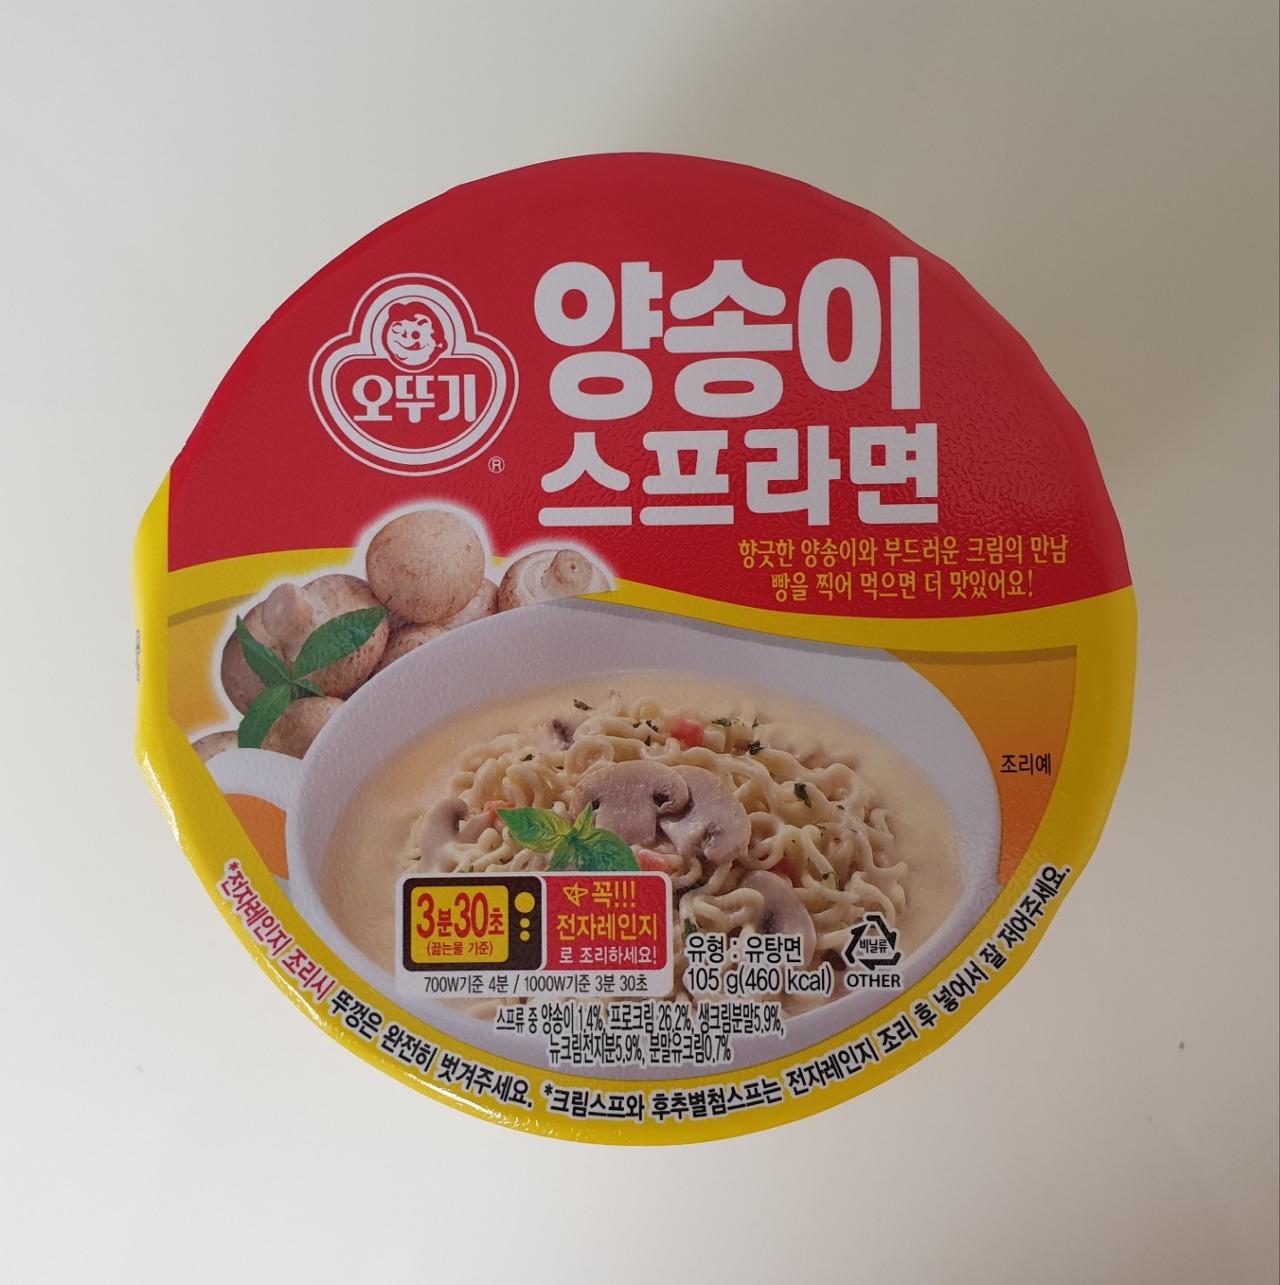 오뚜기
®
양송이
스프라면
향긋한 양송이와 부드러운 크림의 만남
빵을 찍어 먹으면 더 맛있어요!
조리예
3분30초
(끓는물 기준)
꼭!!!
전자레인지
로 조리하세요!
700W기준 4분 / 1000W기준 3분 30초
유형 : 유탕면
105 g(460 kcal)
비닐류
OTHER
스프류 중 양송이 1.4%, 프로크림 26.2%, 생크림분말5.9%,
뉴크림전지분5.9%, 분말유크림0.7%
*전자레인지 조리시 뚜껑은 완전히 벗겨주세요. *크림스프와 후추별첨스프는 전자레인지 조리 후 넣어서 잘 저어주세요.